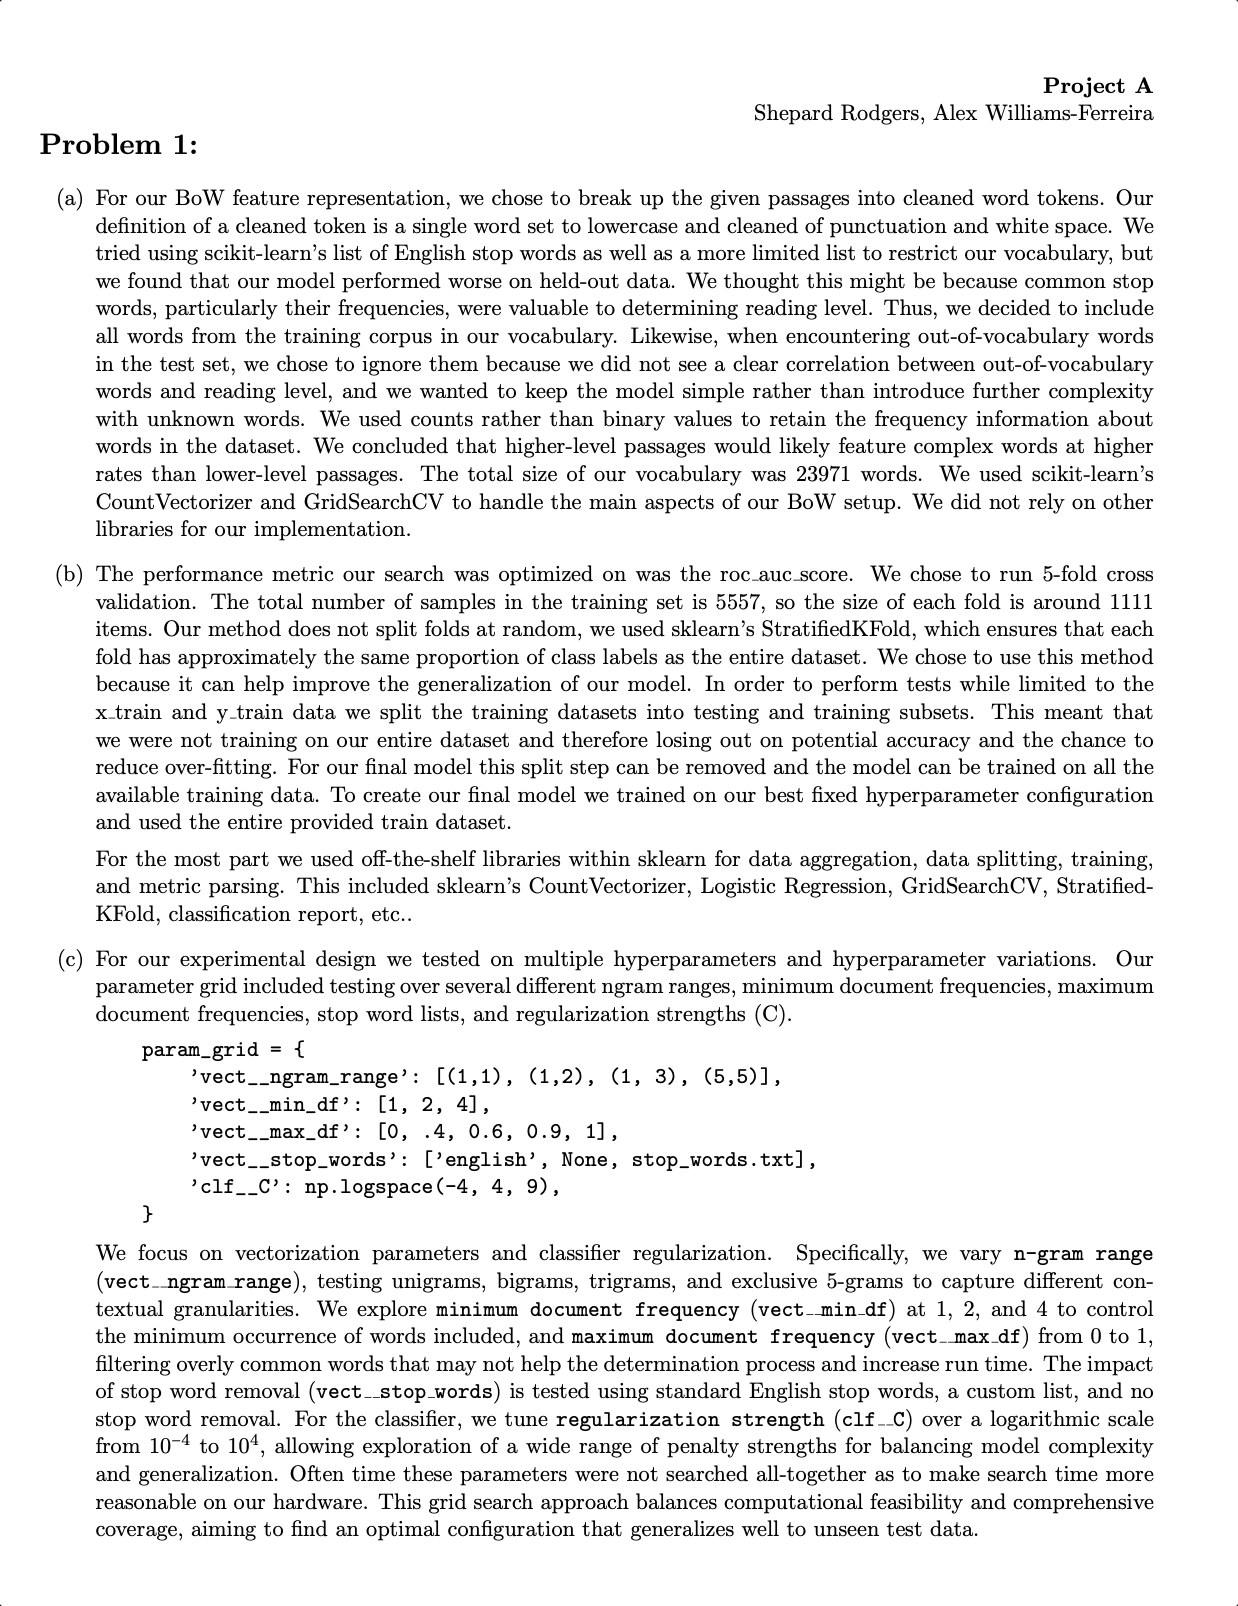 Project A
Shepard Rodgers, Alex Williams-Ferreira
Problem 1:
(a) For our BoW feature representation, we chose to break up the given passages into cleaned word tokens. Our
definition of a cleaned token is a single word set to lowercase and cleaned of punctuation and white space. We
tried using scikit-learn's list of English stop words as well as a more limited list to restrict our vocabulary, but
we found that our model performed worse on held-out data. We thought this might be because common stop
words, particularly their frequencies, were valuable to determining reading level. Thus, we decided to include
all words from the training corpus in our vocabulary. Likewise, when encountering out-of-vocabulary words
in the test set, we chose to ignore them because we did not see a clear correlation between out-of-vocabulary
words and reading level, and we wanted to keep the model simple rather than introduce further complexity
with unknown words. We used counts rather than binary values to retain the frequency information about
words in the dataset. We concluded that higher-level passages would likely feature complex words at higher
rates than lower-level passages. The total size of our vocabulary was 23971 words. We used scikit-learn's
CountVectorizer and GridSearchCV to handle the main aspects of our BoW setup. We did not rely on other
libraries for our implementation.
(b) The performance metric our search was optimized on was the roc_auc_score. We chose to run 5-fold cross
validation. The total number of samples in the training set is 5557, so the size of each fold is around 1111
items. Our method does not split folds at random, we used sklearn's StratifiedKFold, which ensures that each
fold has approximately the same proportion of class labels as the entire dataset. We chose to use this method
because it can help improve the generalization of our model. In order to perform tests while limited to the
x_train and y_train data we split the training datasets into testing and training subsets. This meant that
we were not training on our entire dataset and therefore losing out on potential accuracy and the chance to
reduce over-fitting. For our final model this split step can be removed and the model can be trained on all the
available training data. To create our final model we trained on our best fixed hyperparameter configuration
and used the entire provided train dataset.
For the most part we used off-the-shelf libraries within sklearn for data aggregation, data splitting, training,
and metric parsing. This included sklearn's CountVectorizer, Logistic Regression, GridSearchCV, Stratified-
KFold, classification report, etc..
(c) For our experimental design we tested on multiple hyperparameters and hyperparameter variations. Our
parameter grid included testing over several different ngram ranges, minimum document frequencies, maximum
document frequencies, stop word lists, and regularization strengths (C).
param_grid = {
’vect__ngram_range’: [(1,1), (1,2), (1, 3), (5,5)],
’vect__min_df’: [1, 2, 4],
’vect__max_df’: [0, .4, 0.6, 0.9, 1],
’vect__stop_words’: [’english’, None, stop_words.txt],
’clf__C’: np.logspace(-4, 4, 9),
}
We focus on vectorization parameters and classifier regularization. Specifically, we vary n-gram range
(vect__ngram_range), testing unigrams, bigrams, trigrams, and exclusive 5-grams to capture different con-
textual granularities. We explore minimum document frequency (vect__min_df) at 1, 2, and 4 to control
the minimum occurrence of words included, and maximum document frequency (vect__max_df) from 0 to 1,
filtering overly common words that may not help the determination process and increase run time. The impact
of stop word removal (vect__stop_words) is tested using standard English stop words, a custom list, and no
stop word removal. For the classifier, we tune regularization strength (clf__C) over a logarithmic scale
from 10⁻⁴ to 10⁴, allowing exploration of a wide range of penalty strengths for balancing model complexity
and generalization. Often time these parameters were not searched all-together as to make search time more
reasonable on our hardware. This grid search approach balances computational feasibility and comprehensive
coverage, aiming to find an optimal configuration that generalizes well to unseen test data.